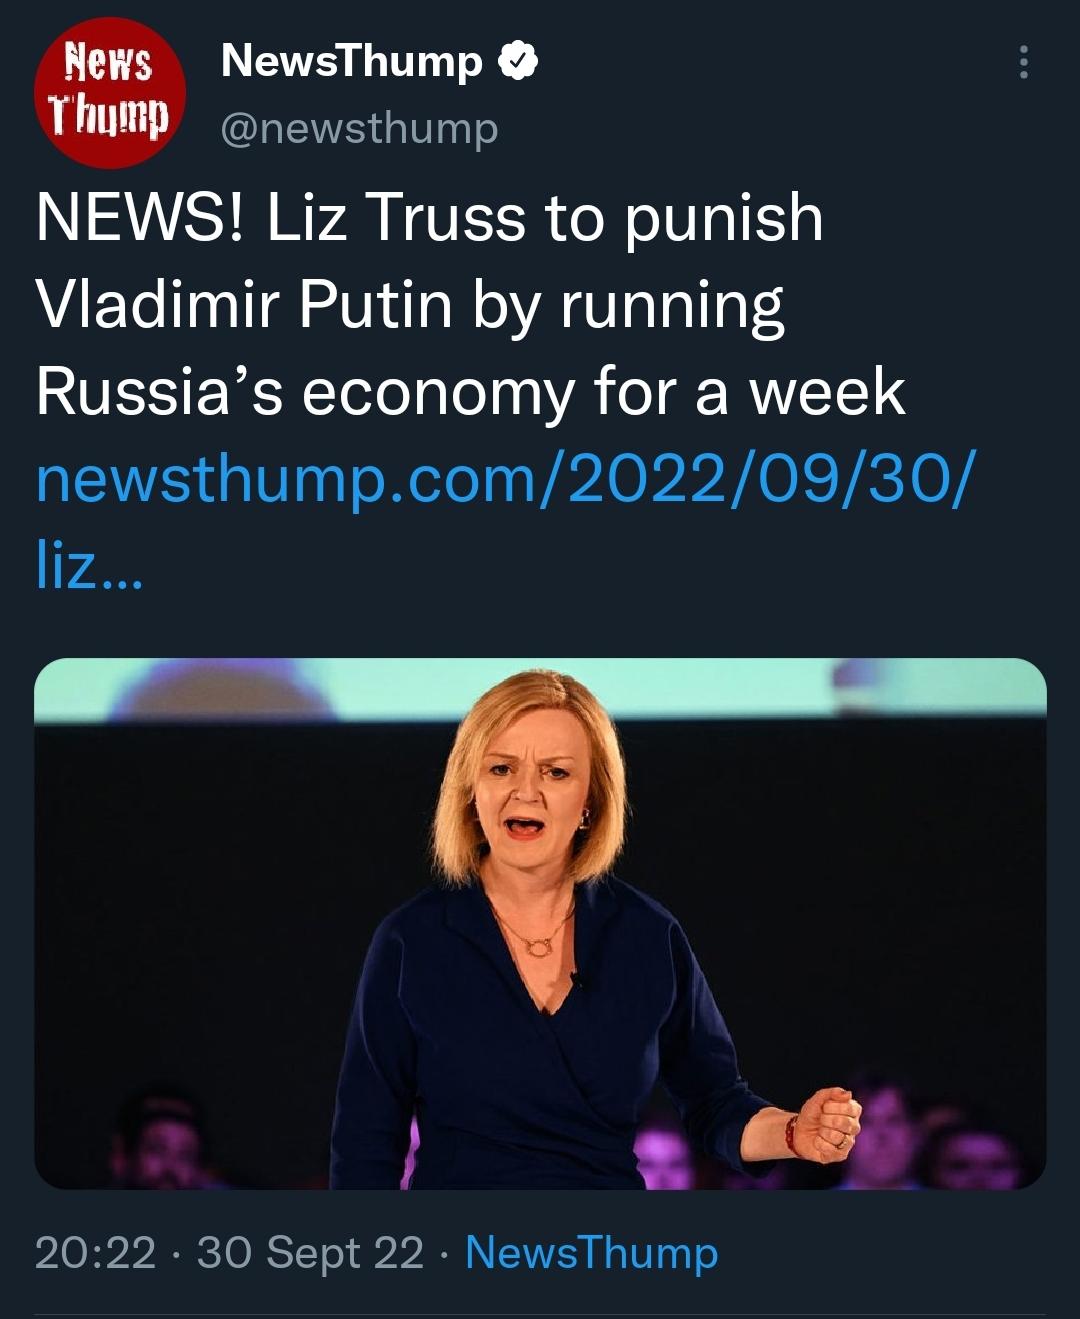 News
Thump
NewsThump
@newsthump
NEWS! Liz Truss to punish
Vladimir Putin by running
Russia’s economy for a week
newsthump.com/2022/09/30/
liz...
20:22 · 30 Sept 22 · NewsThump